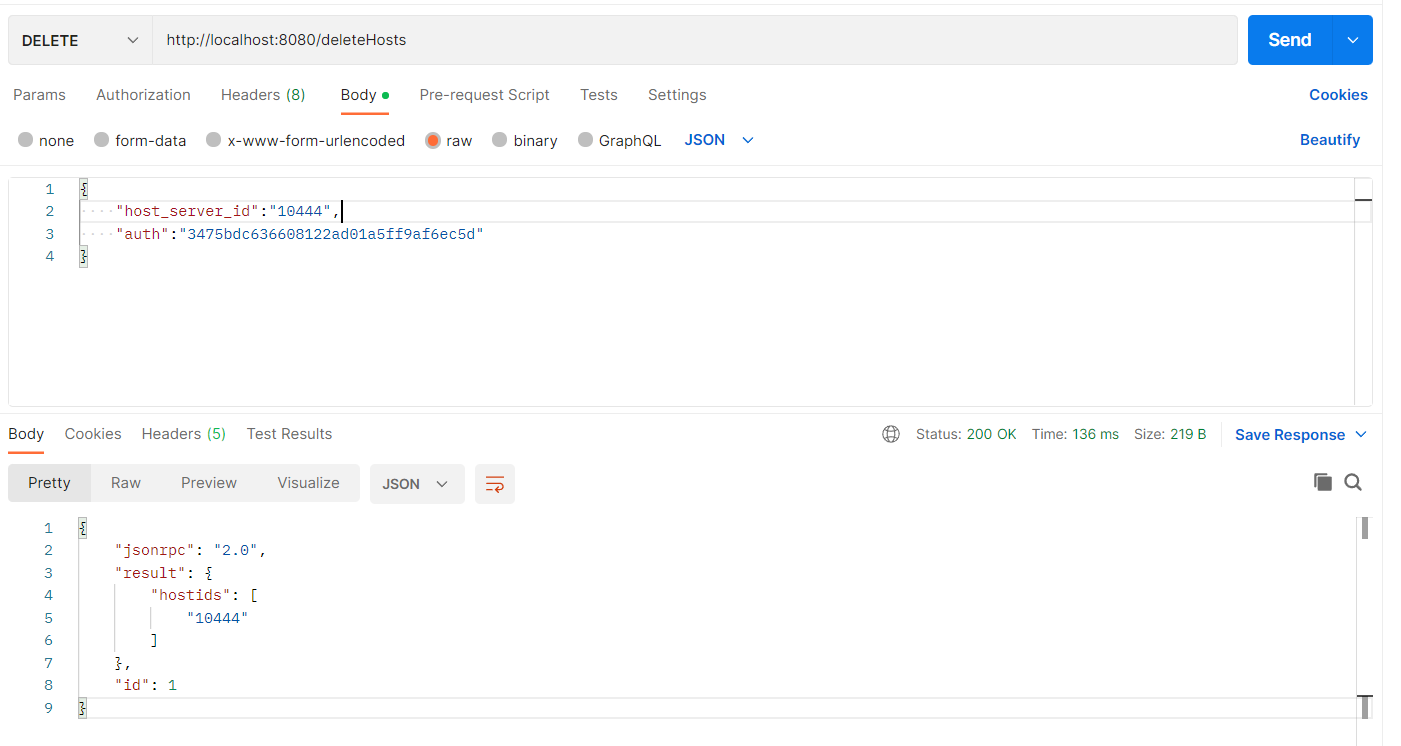 DELETE http://localhost:8080/deleteHosts Send
Params Authorization Headers (8) Body Pre-request Script Tests Settings Cookies
none form-data x-www-form-urlencoded raw binary GraphQL JSON Beautify
1 {
2 ····"host_server_id":"10444",
3 ····"auth":"3475bdc636608122ad01a5ff9af6ec5d"
4 }
Body Cookies Headers (5) Test Results Status: 200 OK Time: 136 ms Size: 219 B Save Response
Pretty Raw Preview Visualize JSON
1 {
2 "jsonrpc": "2.0",
3 "result": {
4 "hostids": [
5 "10444"
6 ]
7 },
8 "id": 1
9 }